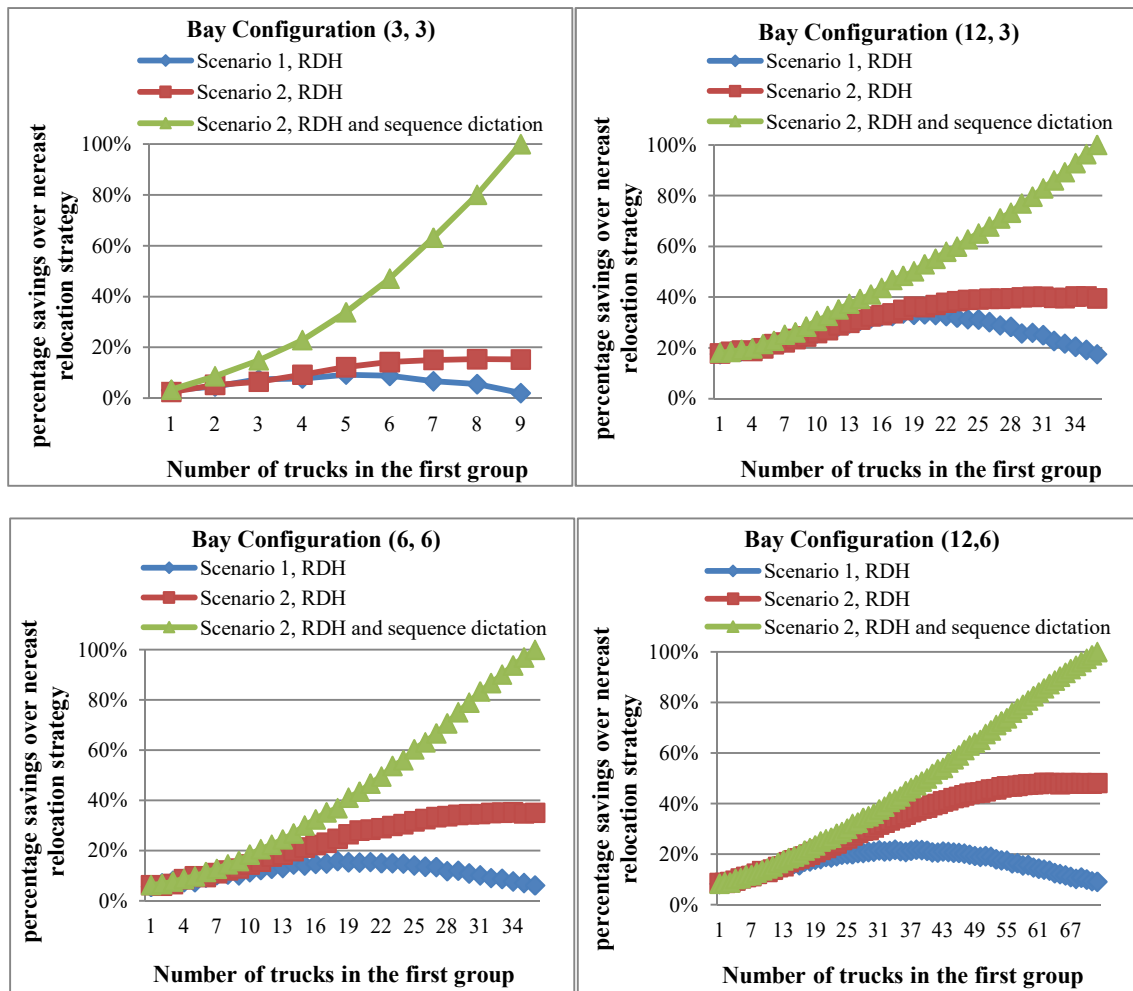 Bay Configuration (3, 3)
Scenario 1, RDH
Scenario 2, RDH
Scenario 2, RDH and sequence dictation
percentage savings over nereast
relocation strategy
100%
80%
60%
40%
20%
0%
1 2 3 4 5 6 7 8 9
Number of trucks in the first group
Bay Configuration (12, 3)
Scenario 1, RDH
Scenario 2, RDH
Scenario 2, RDH and sequence dictation
percentage savings over nereast
relocation strategy
100%
80%
60%
40%
20%
0%
1 4 7 10 13 16 19 22 25 28 31 34
Number of trucks in the first group
Bay Configuration (6, 6)
Scenario 1, RDH
Scenario 2, RDH
Scenario 2, RDH and sequence dictation
percentage savings over nereast
relocation strategy
100%
80%
60%
40%
20%
0%
1 4 7 10 13 16 19 22 25 28 31 34
Number of trucks in the first group
Bay Configuration (12,6)
Scenario 1, RDH
Scenario 2, RDH
Scenario 2, RDH and sequence dictation
percentage savings over nereast
relocation strategy
100%
80%
60%
40%
20%
0%
1 7 13 19 25 31 37 43 49 55 61 67
Number of trucks in the first group